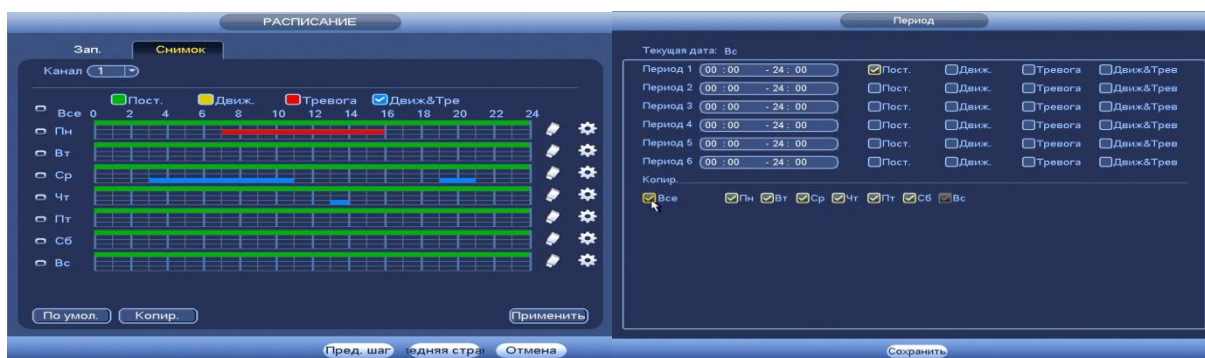 РАСПИСАНИЕ
Зап. Снимок
Канал 1
Пост. Движ. Тревога Движ&Тре
Все 0 2 4 6 8 10 12 14 16 18 20 22 24
Пн
Вт
Ср
Чт
Пт
Сб
Вс
По умол. Копир. Применить
Пред. шаг едняя стра Отмена
Период
Текущая дата: Вс
Период 1 00 :00 - 24: 00 Пост. Движ. Тревога Движ&Трев
Период 2 00 :00 - 24: 00 Пост. Движ. Тревога Движ&Трев
Период 3 00 :00 - 24: 00 Пост. Движ. Тревога Движ&Трев
Период 4 00 :00 - 24: 00 Пост. Движ. Тревога Движ&Трев
Период 5 00 :00 - 24: 00 Пост. Движ. Тревога Движ&Трев
Период 6 00 :00 - 24: 00 Пост. Движ. Тревога Движ&Трев
Копир.
Все Пн Вт Ср Чт Пт Сб Вс
Сохранить